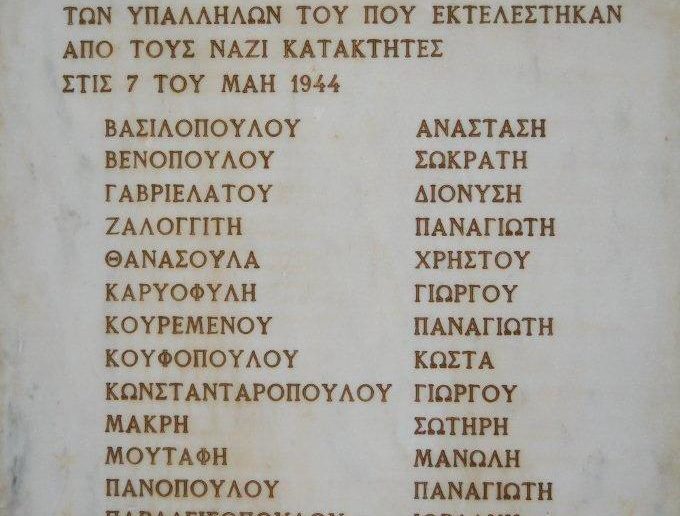 ΤΩΝ ΥΠΑΛΛΗΛΩΝ ΤΟΥ ΠΟΥ ΕΚΤΕΛΕΣΤΗΚΑΝ
ΑΠΟ ΤΟΥΣ ΝΑΖΙ ΚΑΤΑΚΤΗΤΕΣ
ΣΤΙΣ 7 ΤΟΥ ΜΑΗ 1944
ΒΑΣΙΛΟΠΟΥΛΟΥ ΑΝΑΣΤΑΣΗ
ΒΕΝΟΠΟΥΛΟΥ ΣΩΚΡΑΤΗ
ΓΑΒΡΙΕΛΑΤΟΥ ΔΙΟΝΥΣΗ
ΖΑΛΟΓΓΙΤΗ ΠΑΝΑΓΙΩΤΗ
ΘΑΝΑΣΟΥΛΑ ΧΡΗΣΤΟΥ
ΚΑΡΥΟΦΥΛΗ ΓΙΩΡΓΟΥ
ΚΟΥΡΕΜΕΝΟΥ ΠΑΝΑΓΙΩΤΗ
ΚΟΥΦΟΠΟΥΛΟΥ ΚΩΣΤΑ
ΚΩΝΣΤΑΝΤΑΡΟΠΟΥΛΟΥ ΓΙΩΡΓΟΥ
ΜΑΚΡΗ ΣΩΤΗΡΗ
ΜΟΥΤΑΦΗ ΜΑΝΩΛΗ
ΠΑΝΟΠΟΥΛΟΥ ΠΑΝΑΓΙΩΤΗ